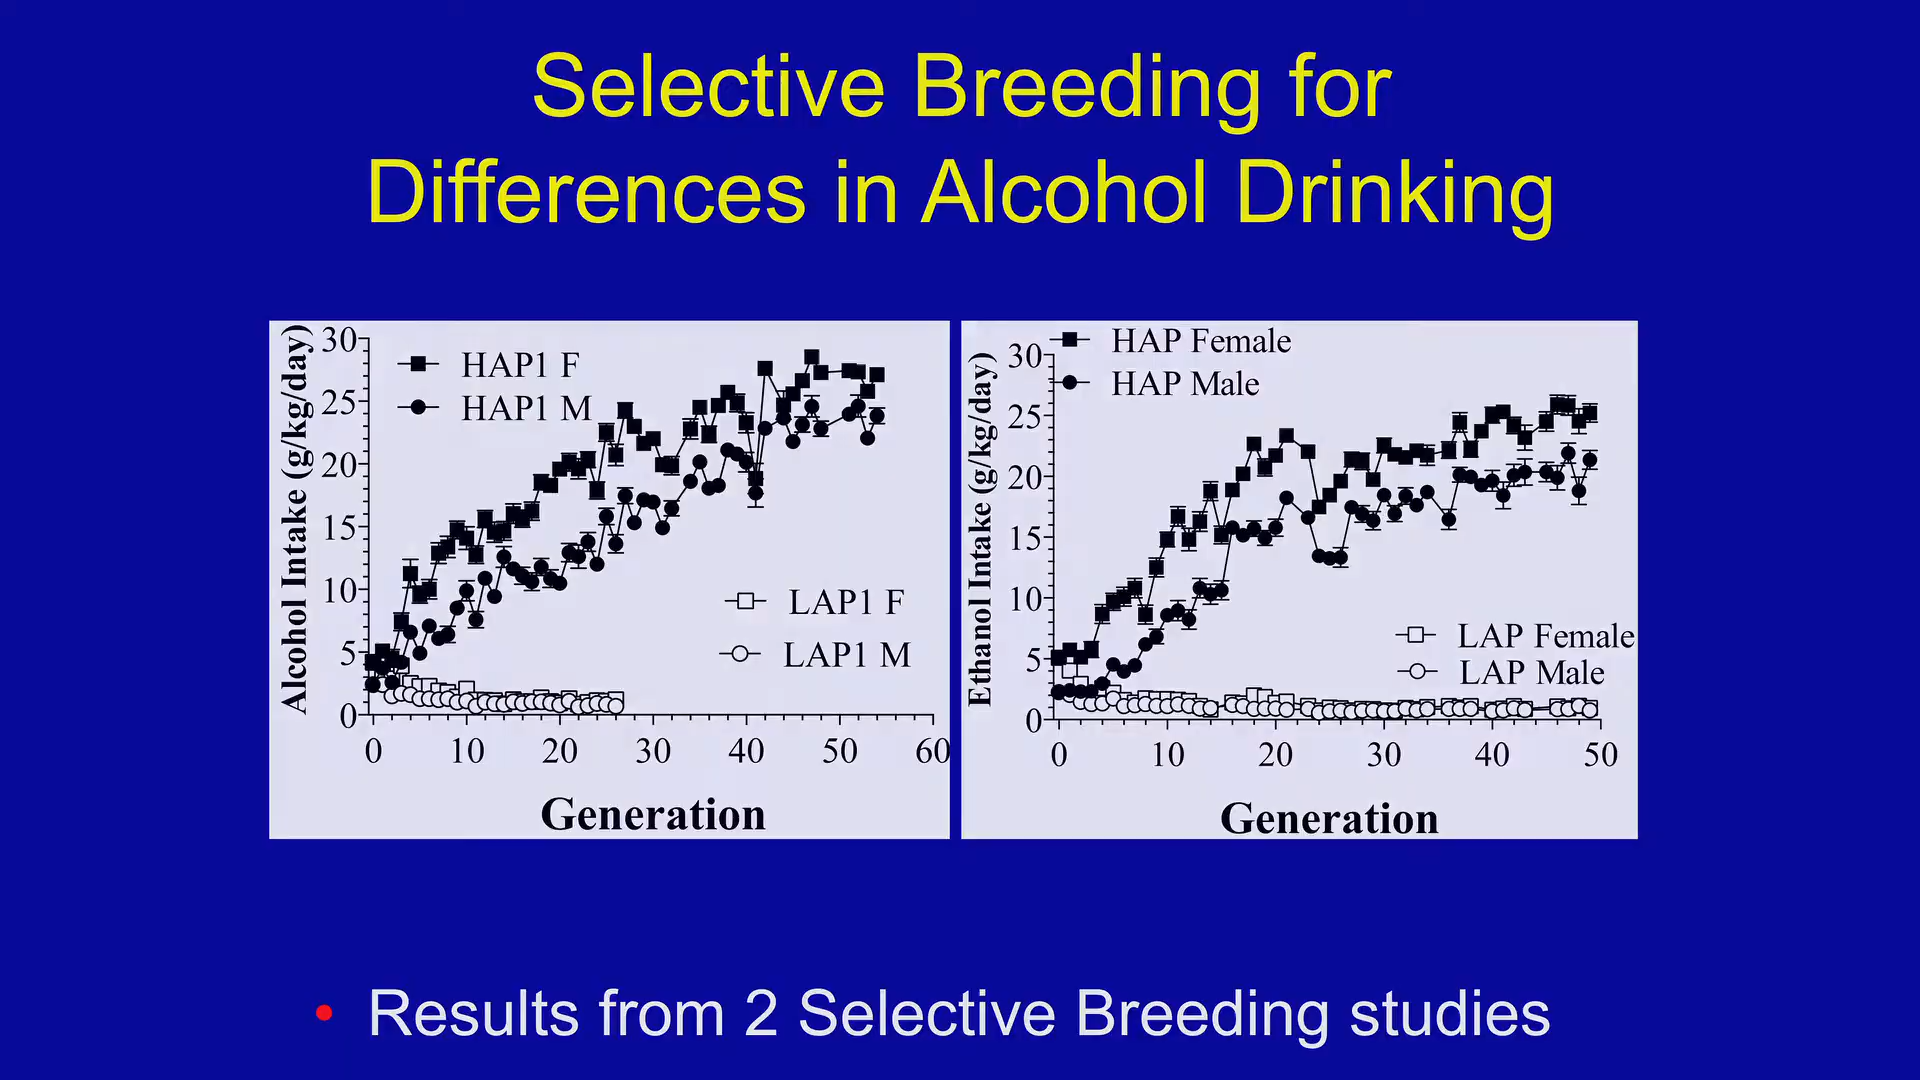 Selective Breeding for
Differences in Alcohol Drinking
Alcohol Intake (g/kg/day)
30
25
20
15
10
5
0
HAP1 F
HAP1 M
LAP1 F
LAP1 M
0 10 20 30 40 50 60
Generation
Ethanol Intake (g/kg/day)
30
25
20
15
10
5
0
HAP Female
HAP Male
LAP Female
LAP Male
0 10 20 30 40 50
Generation
• Results from 2 Selective Breeding studies